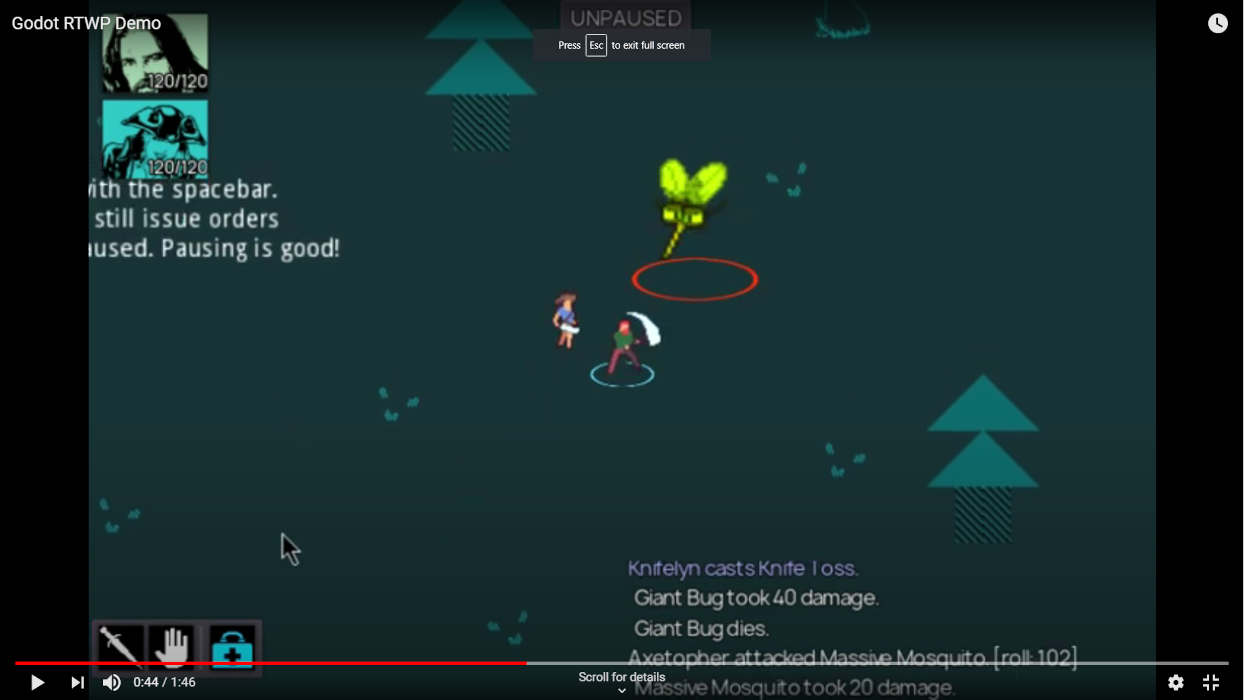 Godot RTWP Demo
UNPAUSED
Press Esc to exit full screen
120/120
120/120
with the spacebar.
still issue orders
aused. Pausing is good!
Knifelyn casts Knife Toss.
Giant Bug took 40 damage.
Giant Bug dies.
Axetopher attacked Massive Mosquito. [roll: 102]
Massive Mosquito took 20 damage.
Scroll for details
0:44 / 1:46